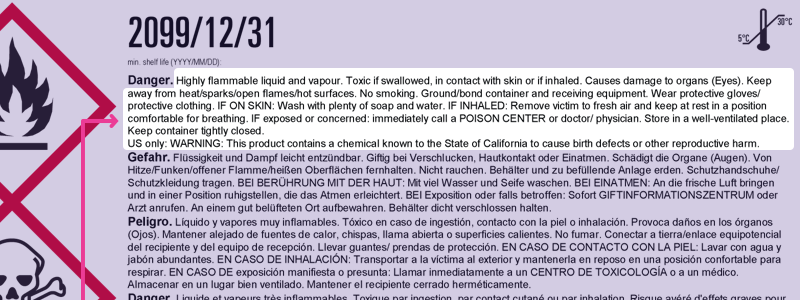 2099/12/31
min. shelf life (YYYY/MM/DD):
30°C
5°C
Danger. Highly flammable liquid and vapour. Toxic if swallowed, in contact with skin or if inhaled. Causes damage to organs (Eyes). Keep
away from heat/sparks/open flames/hot surfaces. No smoking. Ground/bond container and receiving equipment. Wear protective gloves/
protective clothing. IF ON SKIN: Wash with plenty of soap and water. IF INHALED: Remove victim to fresh air and keep at rest in a position
comfortable for breathing. IF exposed or concerned: immediately call a POISON CENTER or doctor/ physician. Store in a well-ventilated place.
Keep container tightly closed.
US only: WARNING: This product contains a chemical known to the State of California to cause birth defects or other reproductive harm.
Gefahr. Flüssigkeit und Dampf leicht entzündbar. Giftig bei Verschlucken, Hautkontakt oder Einatmen. Schädigt die Organe (Augen). Von
Hitze/Funken/offener Flamme/heißen Oberflächen fernhalten. Nicht rauchen. Behälter und zu befüllende Anlage erden. Schutzhandschuhe/
Schutzkleidung tragen. BEI BERÜHRUNG MIT DER HAUT: Mit viel Wasser und Seife waschen. BEI EINATMEN: An die frische Luft bringen
und in einer Position ruhigstellen, die das Atmen erleichtert. BEI Exposition oder falls betroffen: Sofort GIFTINFORMATIONSZENTRUM oder
Arzt anrufen. An einem gut belüfteten Ort aufbewahren. Behälter dicht verschlossen halten.
Peligro. Líquido y vapores muy inflamables. Tóxico en caso de ingestión, contacto con la piel o inhalación. Provoca daños en los órganos
(Ojos). Mantener alejado de fuentes de calor, chispas, llama abierta o superficies calientes. No fumar. Conectar a tierra/enlace equipotencial
del recipiente y del equipo de recepción. Llevar guantes/ prendas de protección. EN CASO DE CONTACTO CON LA PIEL: Lavar con agua y
jabón abundantes. EN CASO DE INHALACIÓN: Transportar a la víctima al exterior y mantenerla en reposo en una posición confortable para
respirar. EN CASO DE exposición manifiesta o presunta: Llamar inmediatamente a un CENTRO DE TOXICOLOGÍA o a un médico.
Almacenar en un lugar bien ventilado. Mantener el recipiente cerrado herméticamente.
Danger. Liquide et vapeurs très inflammables. Toxique par ingestion, par contact cutané ou par inhalation. Risque avéré d'effets graves pour